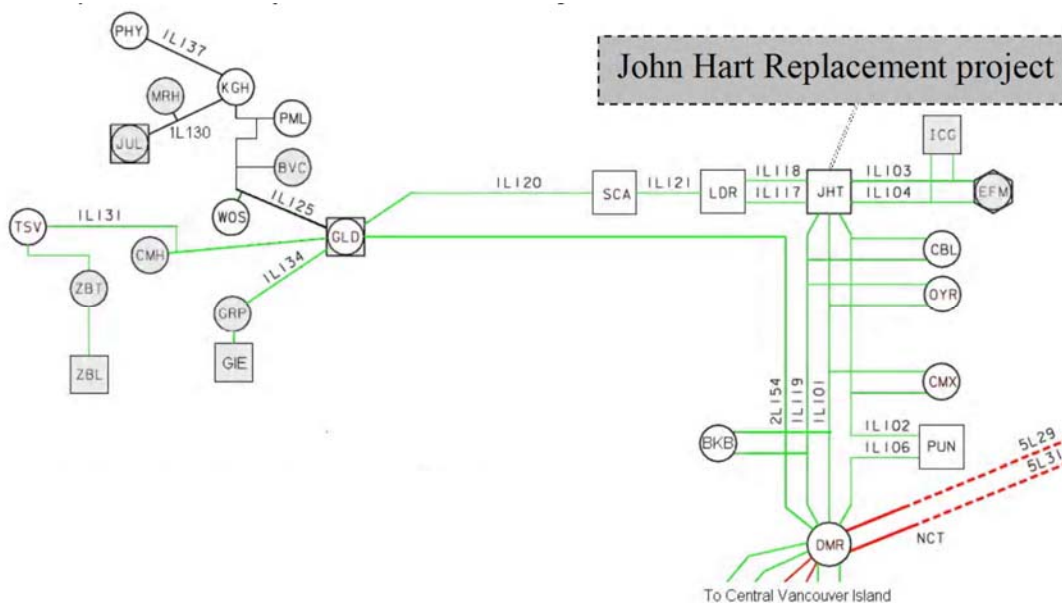 John Hart Replacement project
PHY
1L137
KGH
MRH
PML
JUL
1L130
BVC
ICG
1L120
1L121
1L118
1L103
SCA
LDR
1L117
JHT
1L104
EFM
WOS
1L125
TSV
1L131
GLD
CMH
CBL
1L134
ZBT
OYR
GRP
GIE
ZBL
CMX
2L154
1L119
1L101
BKB
1L102
1L106
PUN
5L29
5L31
NCT
DMR
To Central Vancouver Island